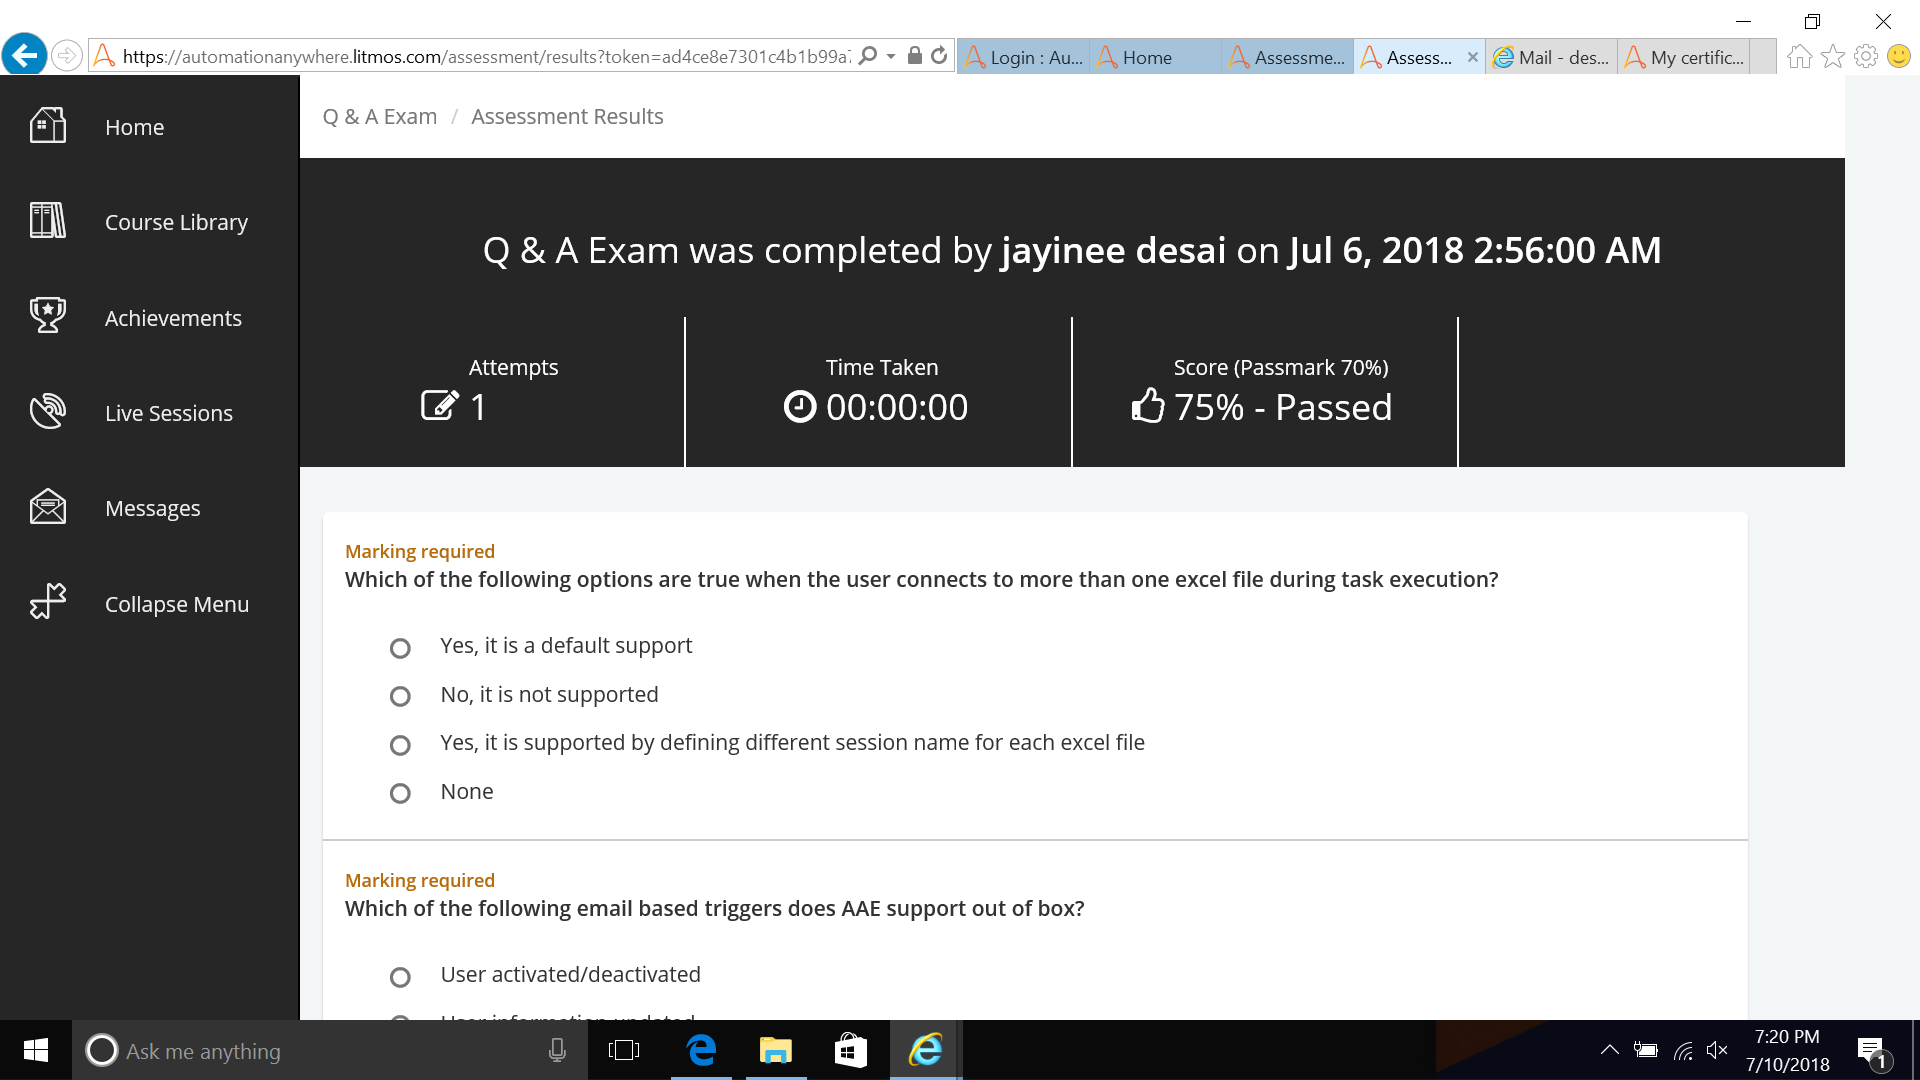 https://automationanywhere.litmos.com/assessment/results?token=ad4ce8e7301c4b1b99a
Login : Au...
Home
Assessme...
Assess...
Mail - des...
My certific...
Home
Course Library
Achievements
Live Sessions
Messages
Collapse Menu
Q & A Exam / Assessment Results
Q & A Exam was completed by jayinee desai on Jul 6, 2018 2:56:00 AM
Attempts
1
Time Taken
00:00:00
Score (Passmark 70%)
75% - Passed
Marking required
Which of the following options are true when the user connects to more than one excel file during task execution?
Yes, it is a default support
No, it is not supported
Yes, it is supported by defining different session name for each excel file
None
Marking required
Which of the following email based triggers does AAE support out of box?
User activated/deactivated
User information updated
Ask me anything
7:20 PM
7/10/2018
1